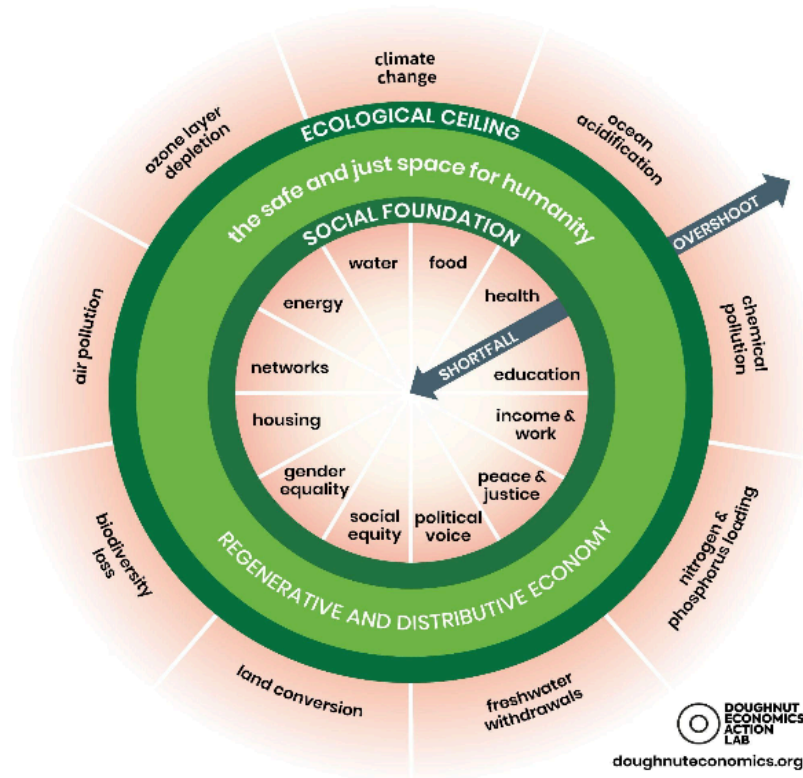 climate
change
ozone layer
depletion
ocean
acidification
ECOLOGICAL CEILING
the safe and just space for humanity
SOCIAL FOUNDATION
OVERSHOOT
water
food
energy
health
SHORTFALL
air pollution
chemical
pollution
networks
education
housing
income &
work
gender
equality
peace &
justice
social
equity
political
voice
REGENERATIVE AND DISTRIBUTIVE ECONOMY
biodiversity
loss
nitrogen &
phosphorus loading
land conversion
freshwater
withdrawals
DOUGHNUT
ECONOMICS
ACTION
LAB
doughnuteconomics.org